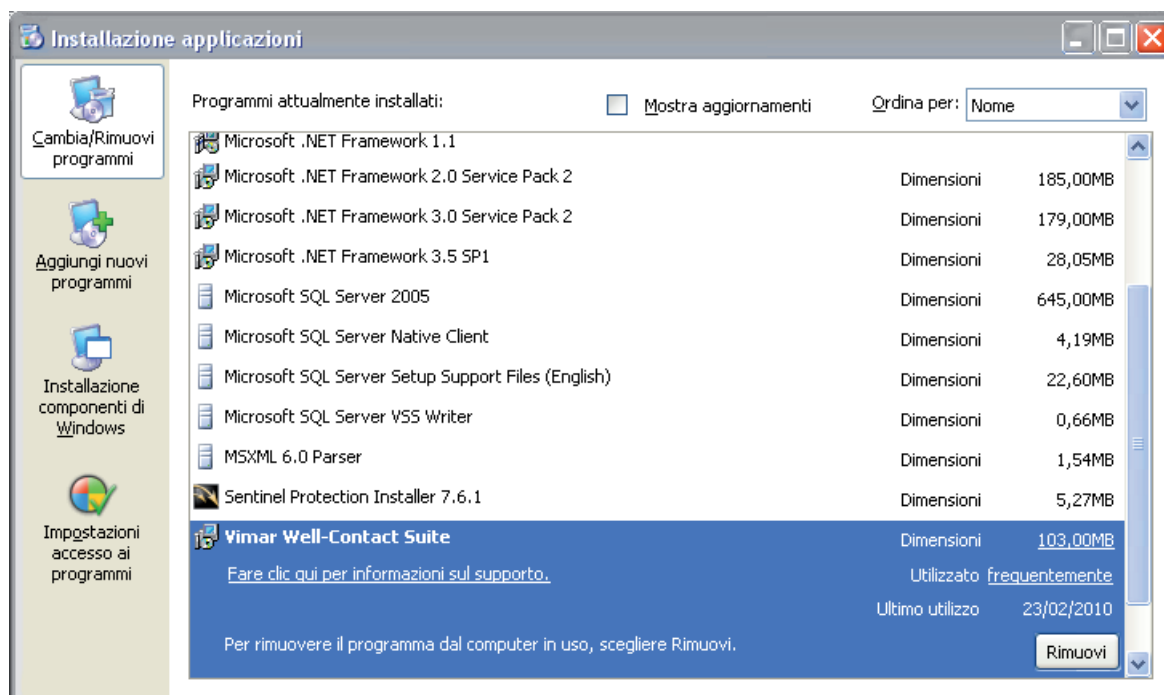 Installazione applicazioni
Cambia/Rimuovi
programmi
Aggiungi nuovi
programmi
Installazione
componenti di
Windows
Impostazioni
accesso ai
programmi
Programmi attualmente installati:
Mostra aggiornamenti
Ordina per: Nome
Microsoft .NET Framework 1.1
Microsoft .NET Framework 2.0 Service Pack 2 Dimensioni 185,00MB
Microsoft .NET Framework 3.0 Service Pack 2 Dimensioni 179,00MB
Microsoft .NET Framework 3.5 SP1 Dimensioni 28,05MB
Microsoft SQL Server 2005 Dimensioni 645,00MB
Microsoft SQL Server Native Client Dimensioni 4,19MB
Microsoft SQL Server Setup Support Files (English) Dimensioni 22,60MB
Microsoft SQL Server VSS Writer Dimensioni 0,66MB
MSXML 6.0 Parser Dimensioni 1,54MB
Sentinel Protection Installer 7.6.1 Dimensioni 5,27MB
Vimar Well-Contact Suite Dimensioni 103,00MB
Fare clic qui per informazioni sul supporto. Utilizzato frequentemente
Ultimo utilizzo 23/02/2010
Per rimuovere il programma dal computer in uso, scegliere Rimuovi. Rimuovi